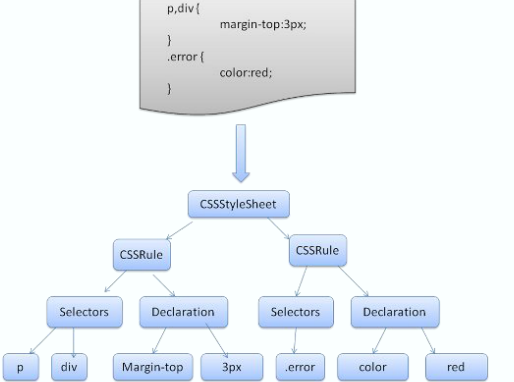 p,div {
margin-top:3px;
}
.error {
color:red;
}
CSSStyleSheet
CSSRule
CSSRule
Selectors
Declaration
Selectors
Declaration
p
div
Margin-top
3px
.error
color
red